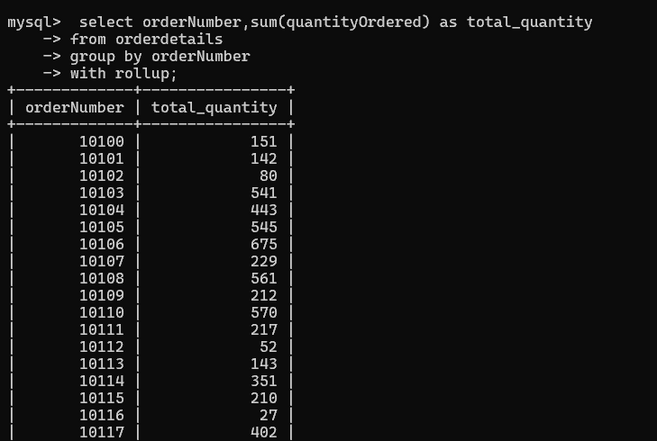 mysql>  select orderNumber,sum(quantityOrdered) as total_quantity
    -> from orderdetails
    -> group by orderNumber
    -> with rollup;
+-------------+----------------+
| orderNumber | total_quantity |
+-------------+----------------+
|       10100 |            151 |
|       10101 |            142 |
|       10102 |             80 |
|       10103 |            541 |
|       10104 |            443 |
|       10105 |            545 |
|       10106 |            675 |
|       10107 |            229 |
|       10108 |            561 |
|       10109 |            212 |
|       10110 |            570 |
|       10111 |            217 |
|       10112 |             52 |
|       10113 |            143 |
|       10114 |            351 |
|       10115 |            210 |
|       10116 |             27 |
|       10117 |            402 |